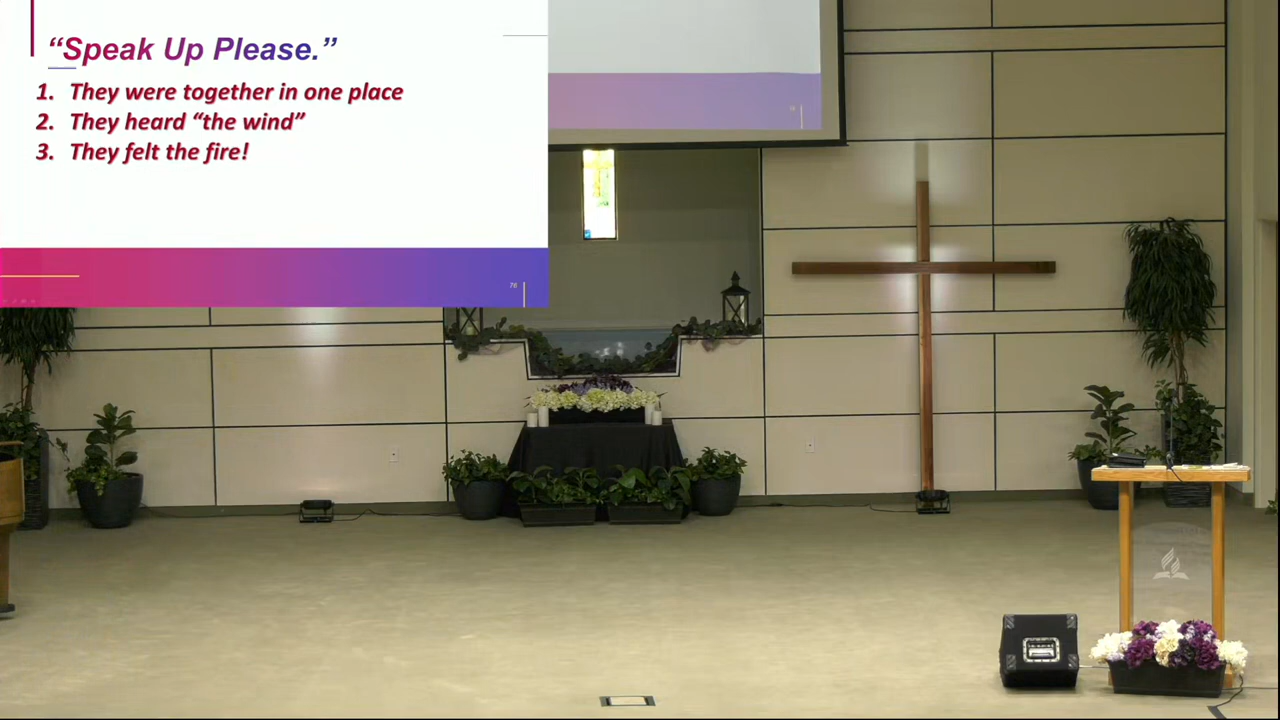 “Speak Up Please.”
1. They were together in one place
2. They heard “the wind”
3. They felt the fire!
76